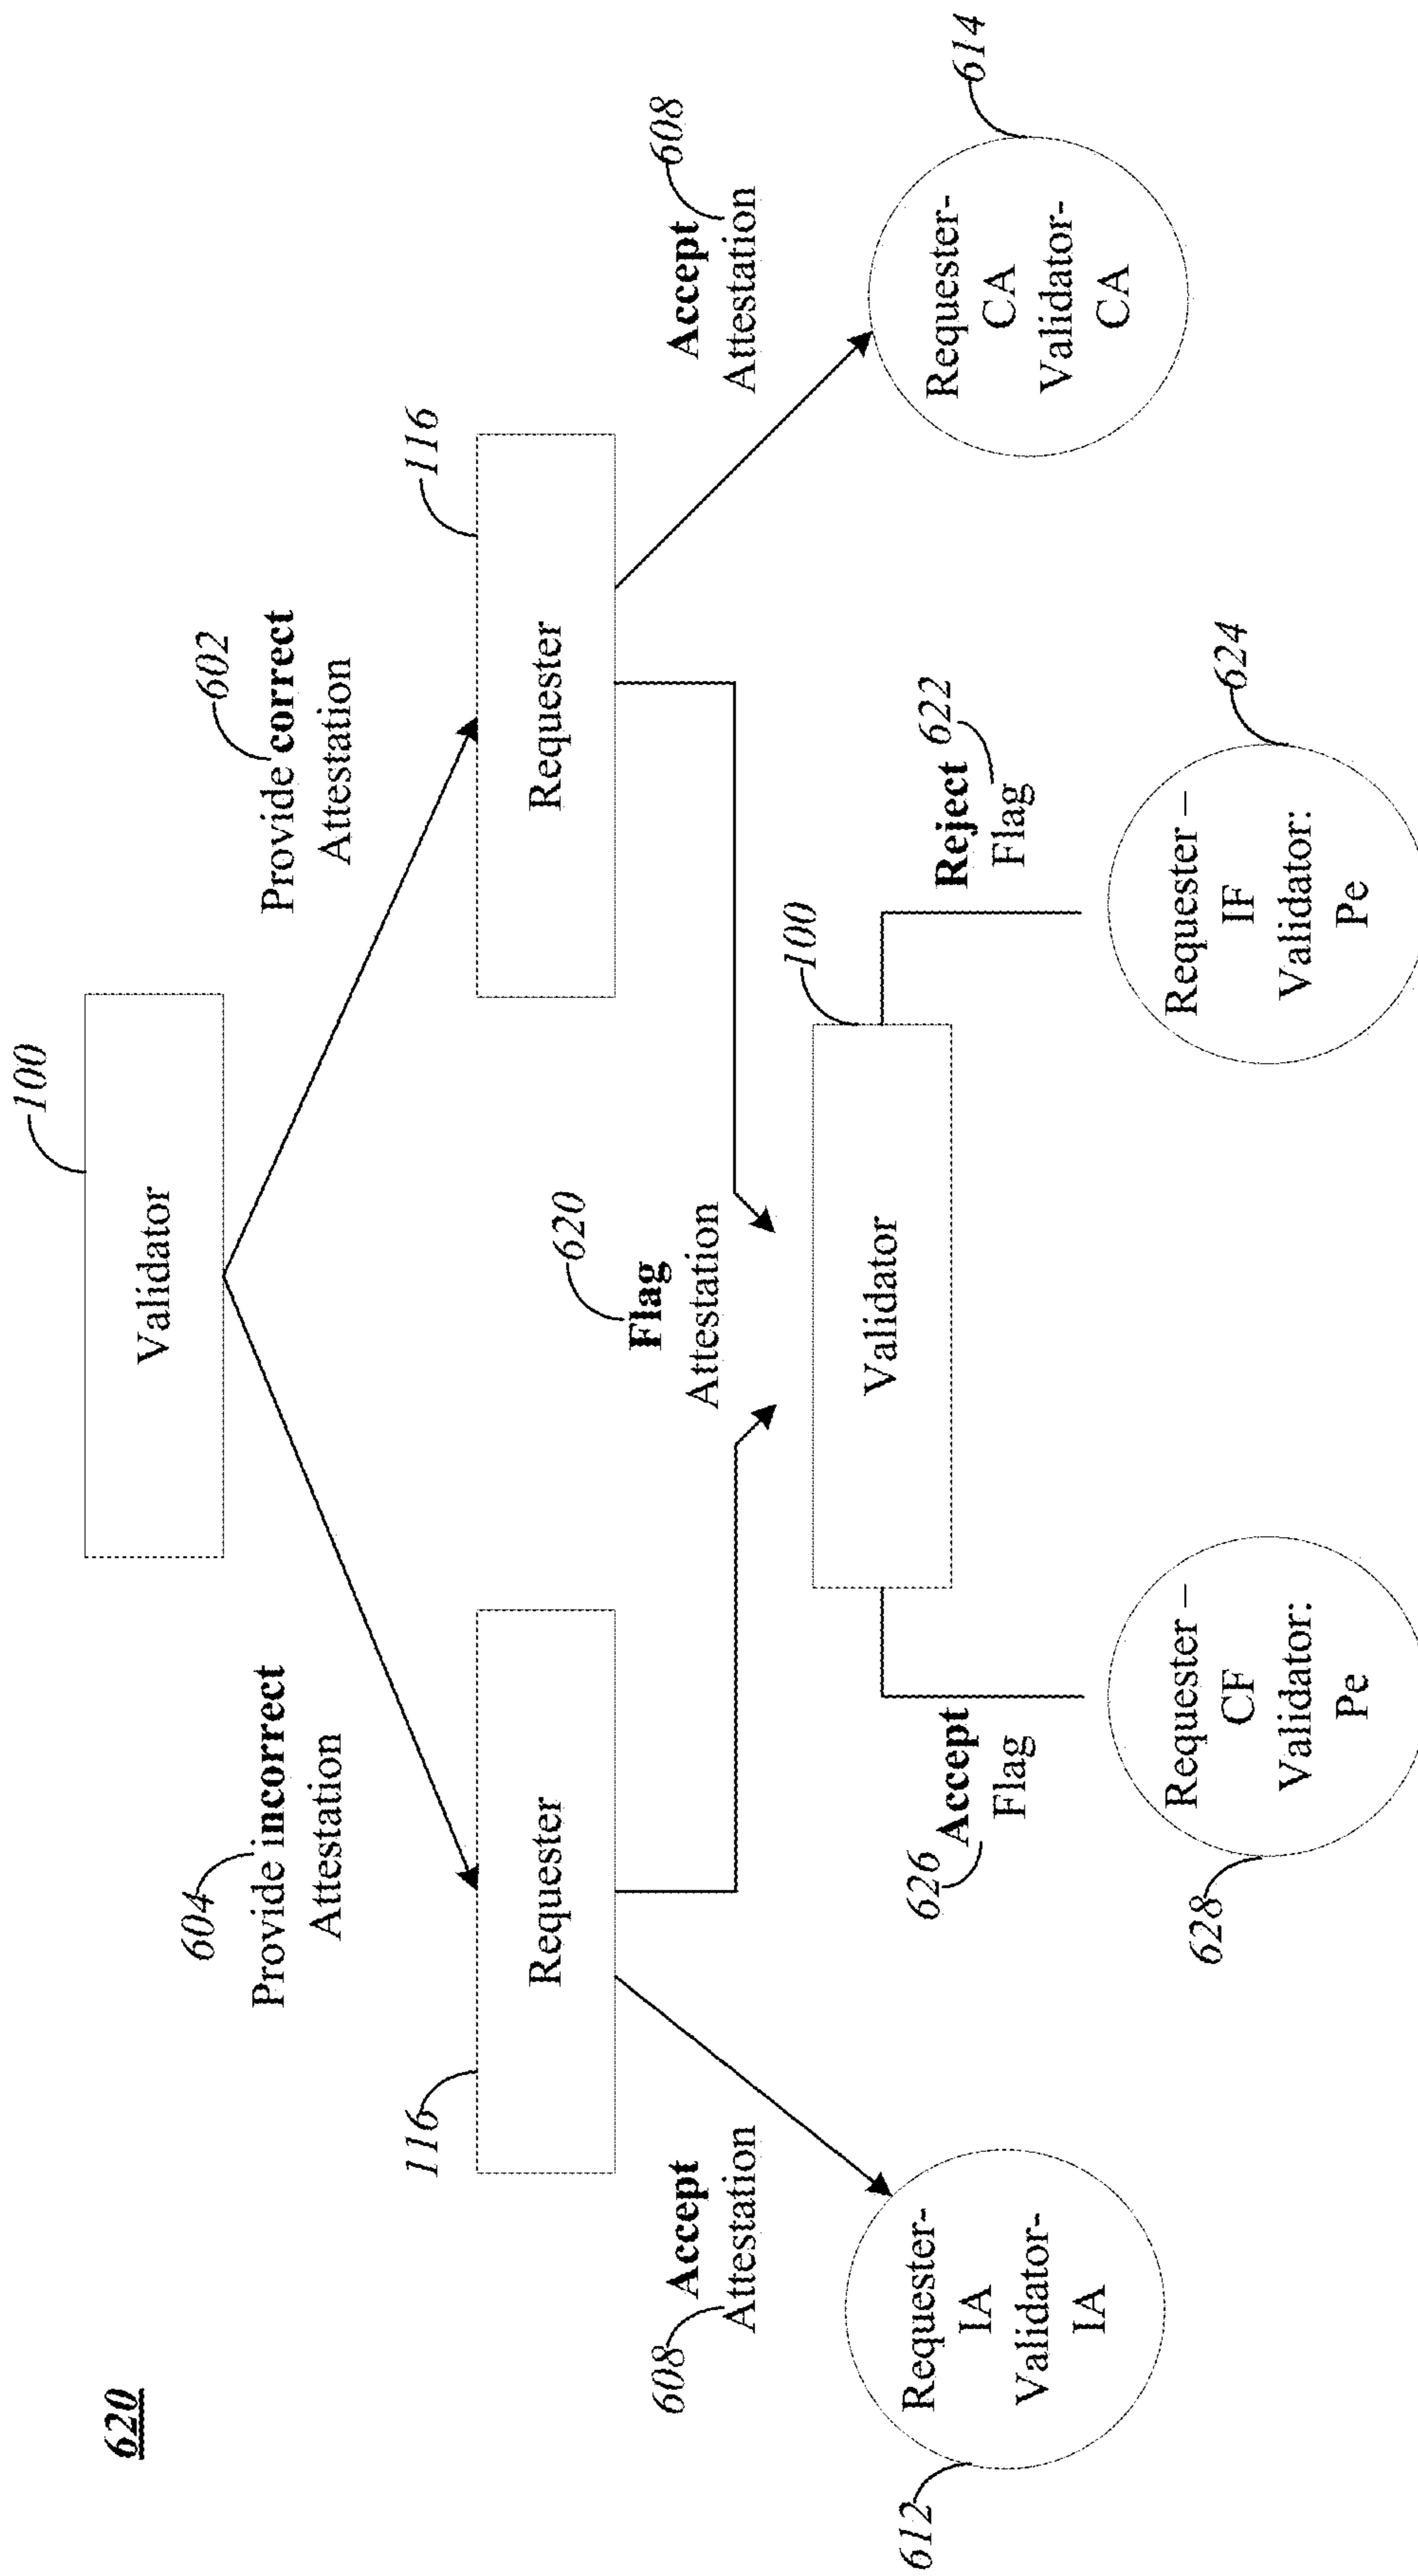 620
100
Validator
604
Provide incorrect
Attestation
602
Provide correct
Attestation
116
Requester
116
Requester
608
Accept
Attestation
620
Flag
Attestation
Accept
608
Attestation
100
Validator
612
Requester-
IA
Validator-
IA
626
Accept
Flag
Reject
622
Flag
614
Requester-
CA
Validator-
CA
628
Requester –
CF
Validator:
Pe
624
Requester –
IF
Validator:
Pe